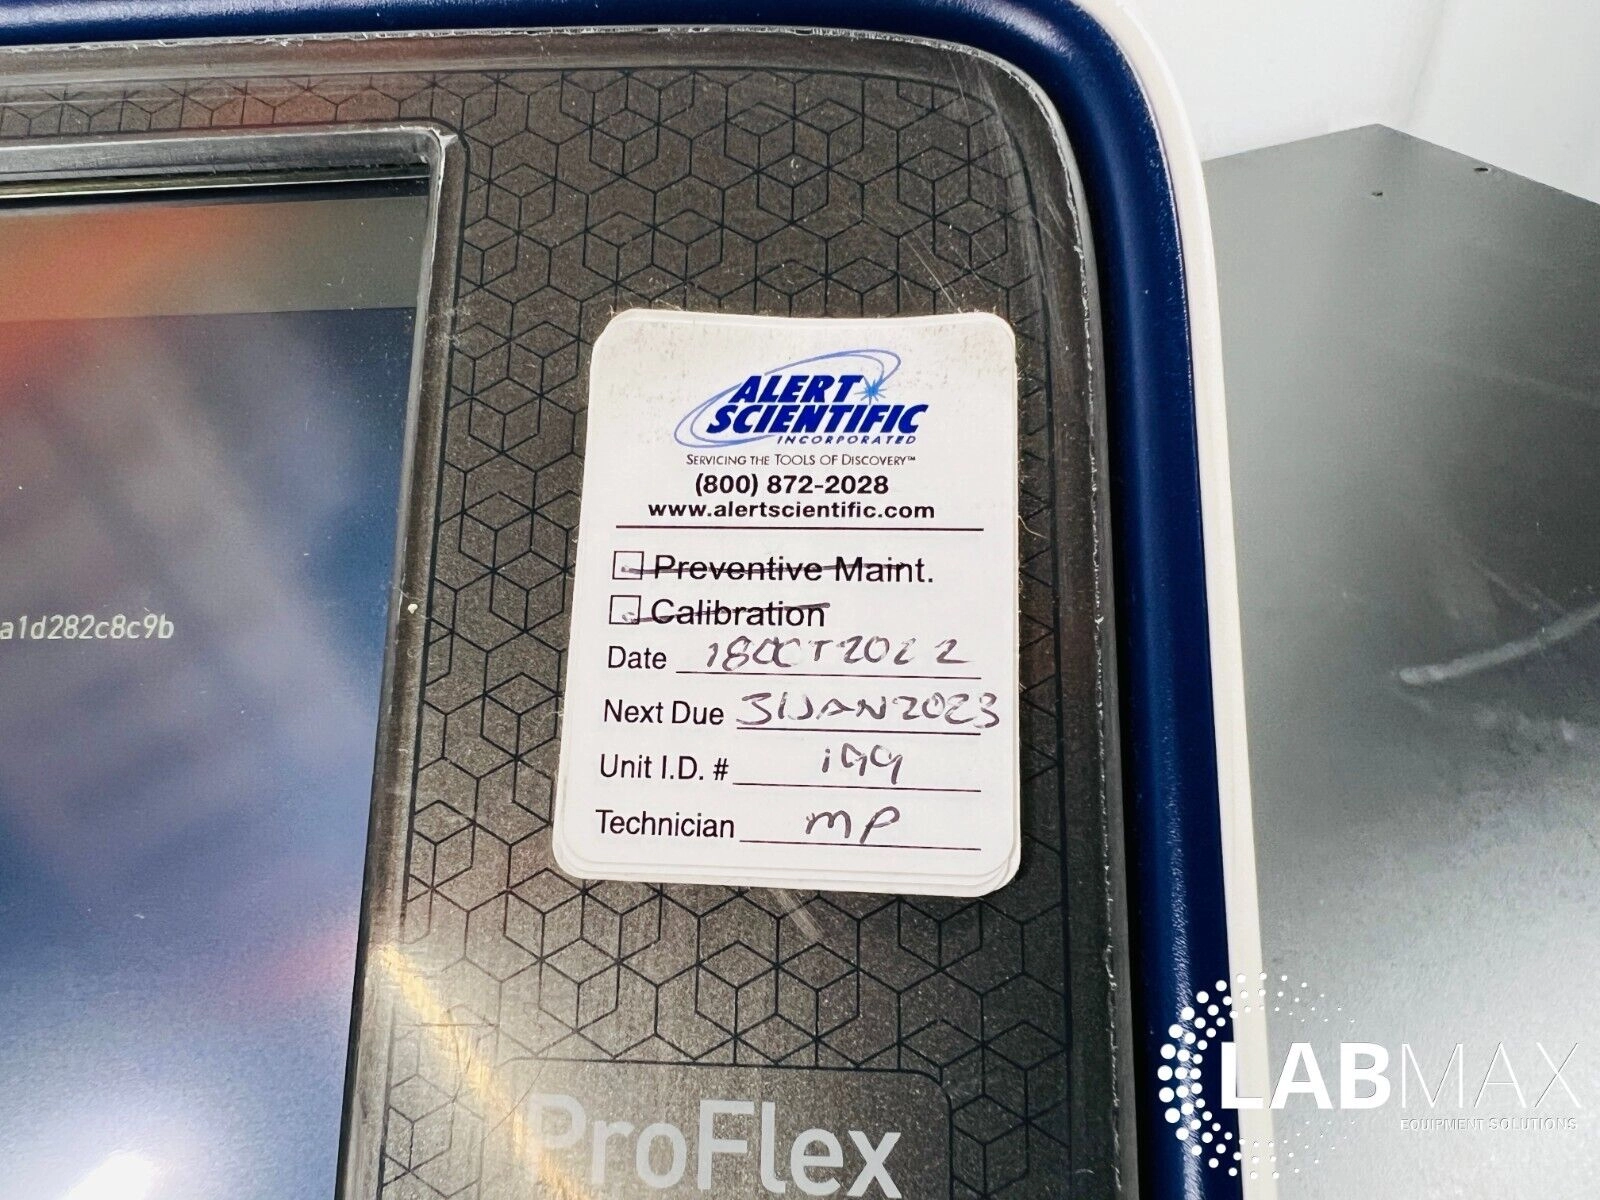 a1d282c8c9b
ALERT
SCIENTIFIC
INCORPORATED
SERVICING THE TOOLS OF DISCOVERY™
(800) 872-2028
www.alertscientific.com
Preventive Maint.
Calibration
Date 18OCT2022
Next Due 31JAN2023
Unit I.D. #
Technician MP
ProFlex
LABMAX
EQUIPMENT SOLUTIONS